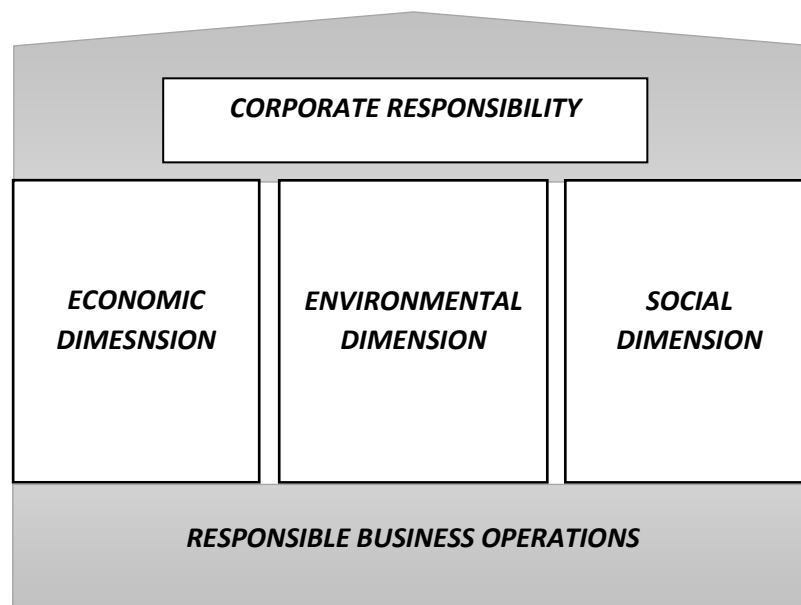 CORPORATE RESPONSIBILITY
ECONOMIC
DIMESNSION
ENVIRONMENTAL
DIMENSION
SOCIAL
DIMENSION
RESPONSIBLE BUSINESS OPERATIONS